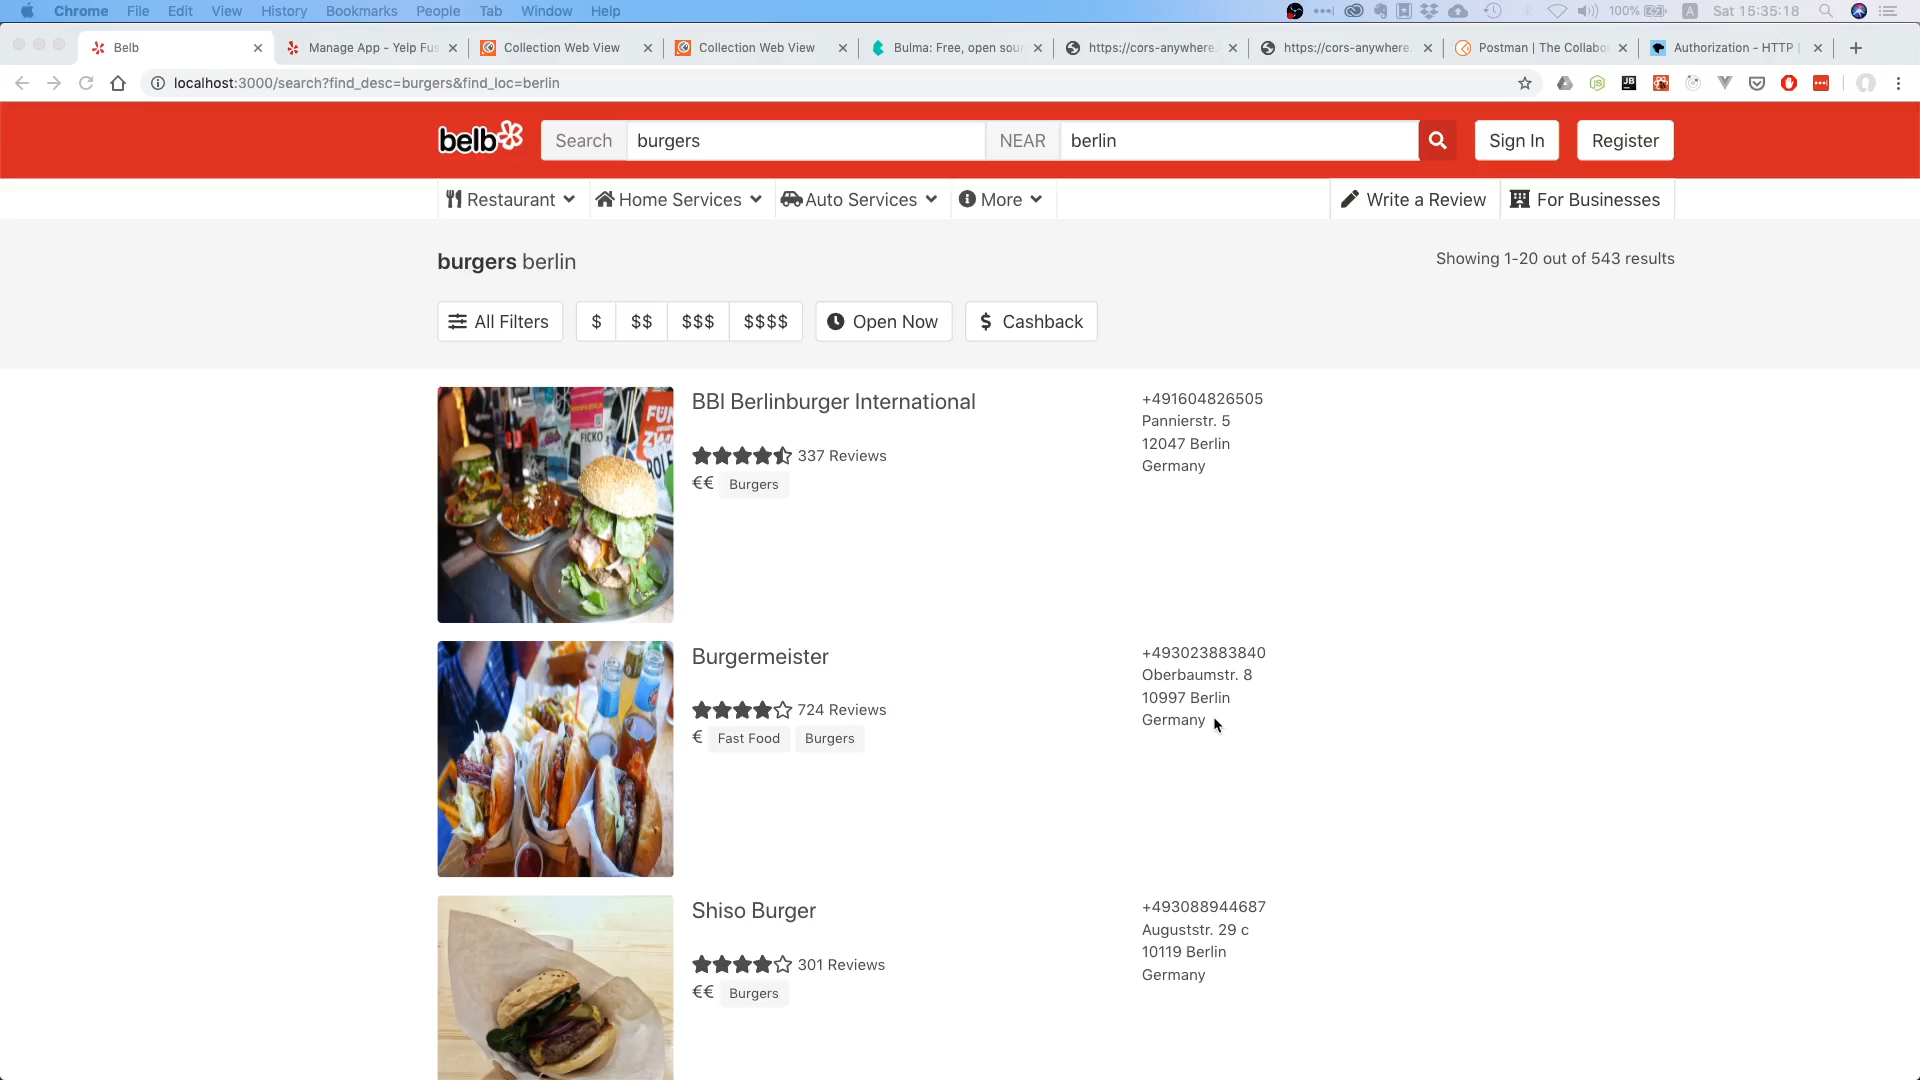 Chrome File Edit View History Bookmarks People Tab Window Help 100% A Sat 15:35:18
Belb
Manage App - Yelp Fus
Collection Web View
Collection Web View
Bulma: Free, open sour
https://cors-anywhere.
https://cors-anywhere.
Postman | The Collabo
Authorization - HTTP |
localhost:3000/search?find_desc=burgers&find_loc=berlin
JB
belb
Search burgers NEAR berlin
Sign In
Register
Restaurant
Home Services
Auto Services
More
Write a Review
For Businesses
burgers berlin
Showing 1-20 out of 543 results
All Filters
$ $$ $$$ $$$$
Open Now
$ Cashback
BBI Berlinburger International
337 Reviews
€€ Burgers
+491604826505
Pannierstr. 5
12047 Berlin
Germany
FICKO
Burgermeister
724 Reviews
€ Fast Food Burgers
+493023883840
Oberbaumstr. 8
10997 Berlin
Germany
Shiso Burger
301 Reviews
€€ Burgers
+493088944687
Auguststr. 29 c
10119 Berlin
Germany